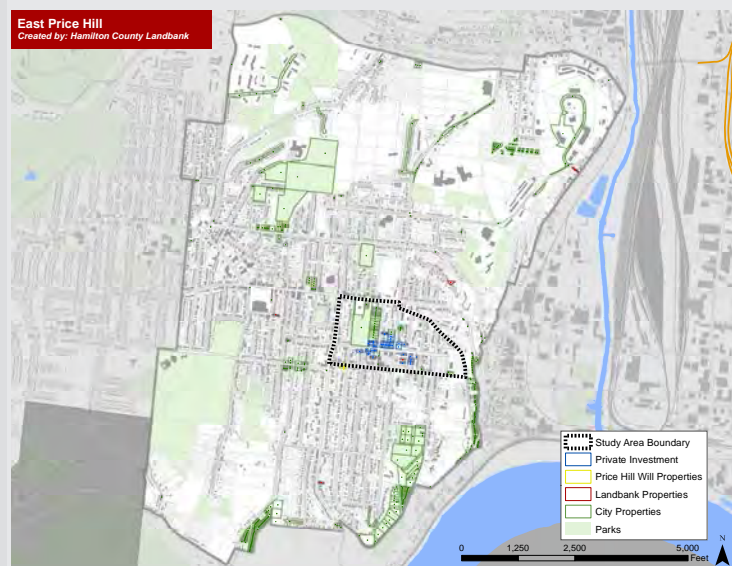 East Price Hill
Created by: Hamilton County Landbank
Study Area Boundary
Private Investment
Price Hill Will Properties
Landbank Properties
City Properties
Parks
0 1,250 2,500 5,000
Feet
N